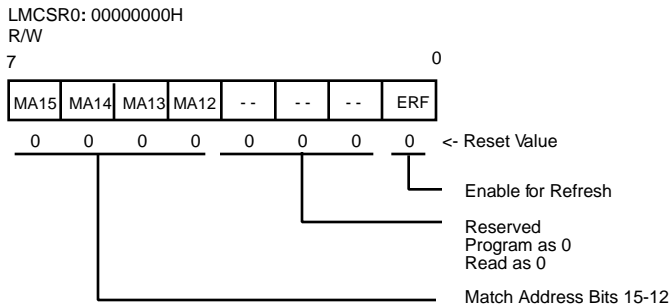 LMCSR0: 00000000H
R/W
7 0
MA15 MA14 MA13 MA12 -- -- -- ERF
0 0 0 0 0 0 0 0 <- Reset Value
Enable for Refresh
Reserved
Program as 0
Read as 0
Match Address Bits 15-12